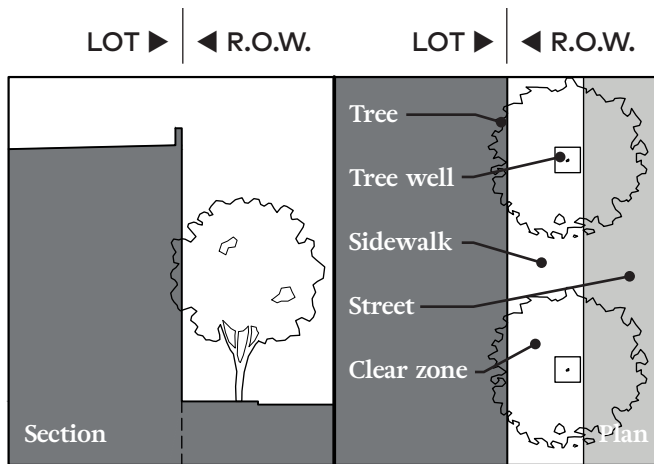 LOT ▶ ◀ R.O.W. LOT ▶ ◀ R.O.W.
Tree
Tree well
Sidewalk
Street
Clear zone
Section
Plan